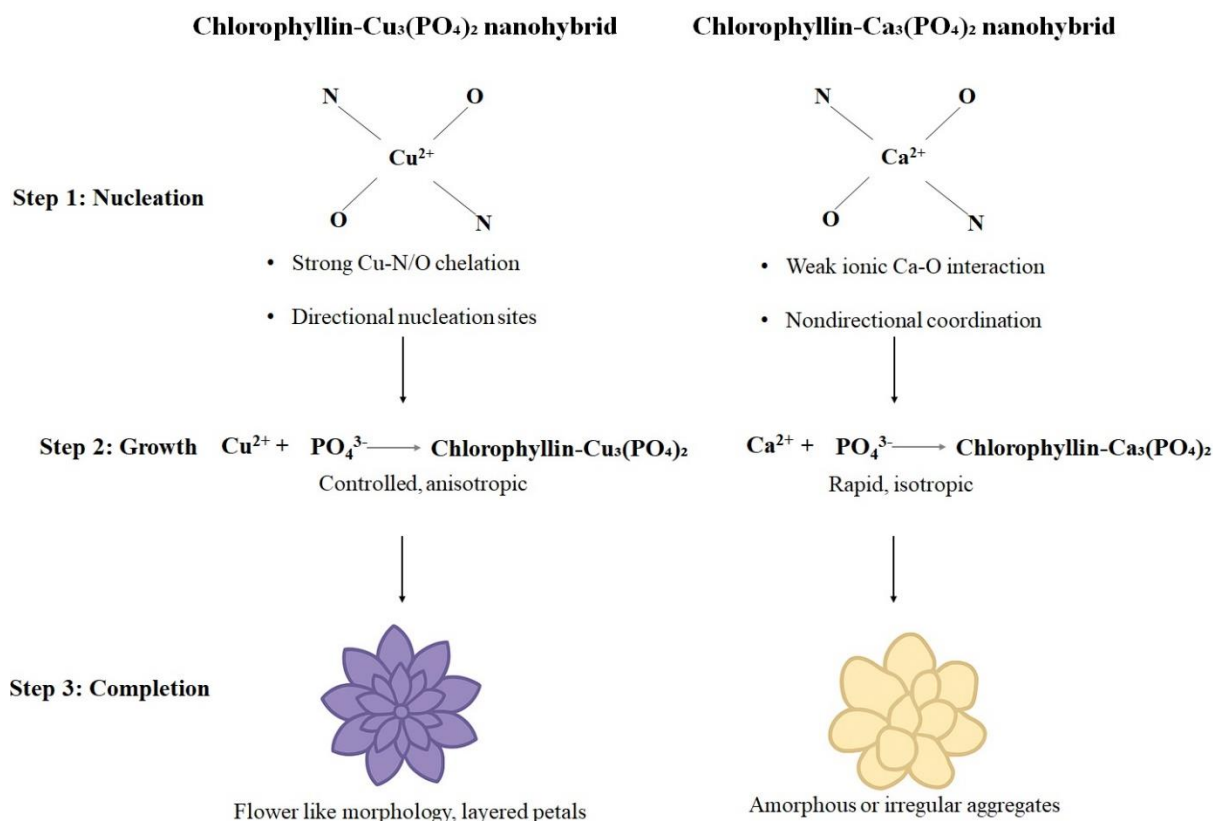 Chlorophyllin-Cu₃(PO₄)₂ nanohybrid
Chlorophyllin-Ca₃(PO₄)₂ nanohybrid
Step 1: Nucleation
N O
Cu²⁺
O N
• Strong Cu-N/O chelation
• Directional nucleation sites
N O
Ca²⁺
O N
• Weak ionic Ca-O interaction
• Nondirectional coordination
Step 2: Growth
Cu²⁺ + PO₄³⁻ → Chlorophyllin-Cu₃(PO₄)₂
Controlled, anisotropic
Ca²⁺ + PO₄³⁻ → Chlorophyllin-Ca₃(PO₄)₂
Rapid, isotropic
Step 3: Completion
Flower like morphology, layered petals
Amorphous or irregular aggregates